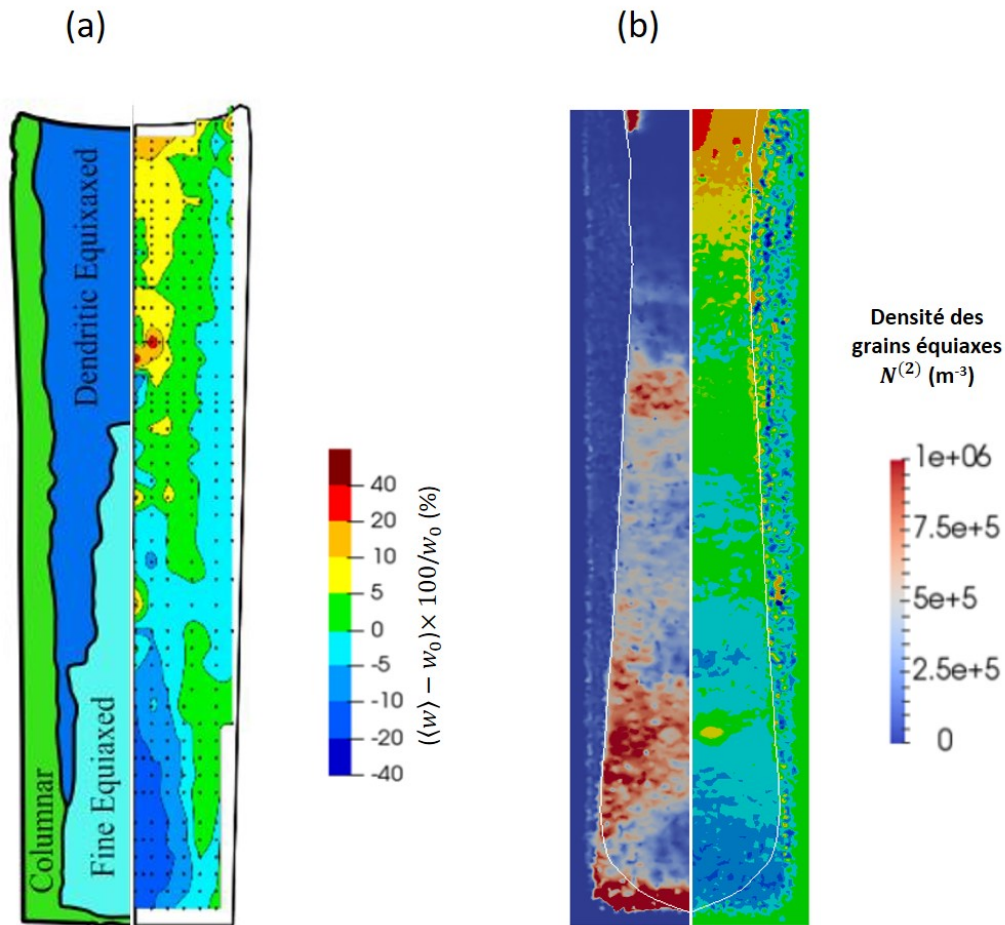 (a)
(b)
Columnar
Dendritic Equixaxed
Fine Equiaxed
40
20
10
5
0
-5
-10
-20
-40
(⟨w⟩ − w₀) × 100/w₀ (%)
Densité des
grains équiaxes
N⁽²⁾ (m⁻³)
1e+06
7.5e+5
5e+5
2.5e+5
0